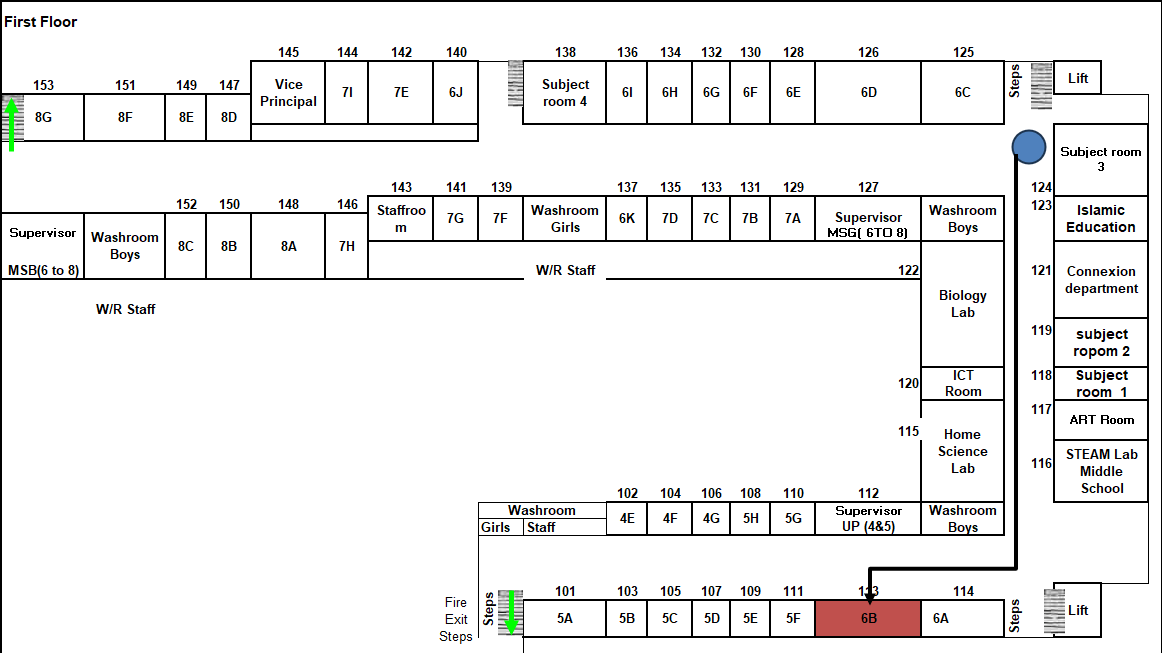 First Floor
145 144 142 140 138 136 134 132 130 128 126 125
153 151 149 147
Vice
Principal
7I 7E 6J
Subject
room 4
6I 6H 6G 6F 6E 6D 6C
Steps
Lift
8G 8F 8E 8D
Subject room
3
143 141 139 137 135 133 131 129 127 124
152 150 148 146
123
Staffroo
m
7G 7F
Washroom
Girls
6K 7D 7C 7B 7A
Supervisor
MSG( 6TO 8)
Washroom
Boys
Islamic
Education
Supervisor
MSB(6 to 8)
Washroom
Boys
8C 8B 8A 7H
W/R Staff
122
121
Connexion
department
W/R Staff
Biology
Lab
119
subject
ropom 2
120
ICT
Room
118
Subject
room 1
117
ART Room
115
Home
Science
Lab
116
STEAM Lab
Middle
School
102 104 106 108 110 112
Washroom
Girls Staff
4E 4F 4G 5H 5G
Supervisor
UP (4&5)
Washroom
Boys
101 103 105 107 109 111 113 114
Fire
Exit
Steps
Steps
5A 5B 5C 5D 5E 5F 6B 6A
Steps
Lift